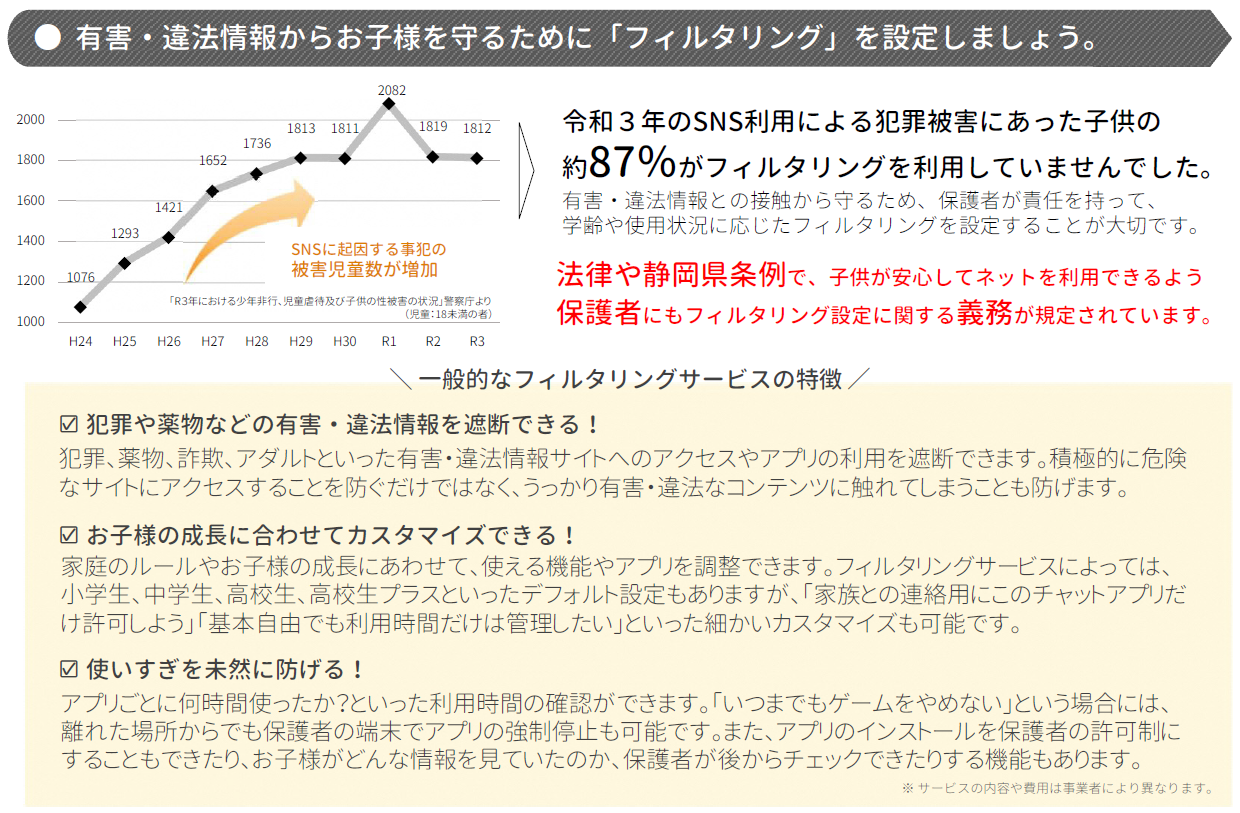 ● 有害・違法情報からお子様を守るために「フィルタリング」を設定しましょう。
2000
1800
1600
1400
1200
1000
1076
1293
1421
1652
1736
1813
1811
2082
1819
1812
SNSに起因する事犯の
被害児童数が増加
「R3年における少年非行、児童虐待及び子供の性被害の状況」警察庁より
（児童：18未満の者）
H24 H25 H26 H27 H28 H29 H30 R1 R2 R3
令和３年のSNS利用による犯罪被害にあった子供の
約87％がフィルタリングを利用していませんでした。
有害・違法情報との接触から守るため、保護者が責任を持って、
学齢や使用状況に応じたフィルタリングを設定することが大切です。
法律や静岡県条例で、子供が安心してネットを利用できるよう
保護者にもフィルタリング設定に関する義務が規定されています。
＼ 一般的なフィルタリングサービスの特徴 ／
☑ 犯罪や薬物などの有害・違法情報を遮断できる！
犯罪、薬物、詐欺、アダルトといった有害・違法情報サイトへのアクセスやアプリの利用を遮断できます。積極的に危険
なサイトにアクセスすることを防ぐだけではなく、うっかり有害・違法なコンテンツに触れてしまうことも防げます。
☑ お子様の成長に合わせてカスタマイズできる！
家庭のルールやお子様の成長にあわせて、使える機能やアプリを調整できます。フィルタリングサービスによっては、
小学生、中学生、高校生、高校生プラスといったデフォルト設定もありますが、「家族との連絡用にこのチャットアプリだ
け許可しよう」「基本自由でも利用時間だけは管理したい」といった細かいカスタマイズも可能です。
☑ 使いすぎを未然に防げる！
アプリごとに何時間使ったか？といった利用時間の確認ができます。「いつまでもゲームをやめない」という場合には、
離れた場所からでも保護者の端末でアプリの強制停止も可能です。また、アプリのインストールを保護者の許可制に
することもできたり、お子様がどんな情報を見ていたのか、保護者が後からチェックできたりする機能もあります。
※ サービスの内容や費用は事業者により異なります。